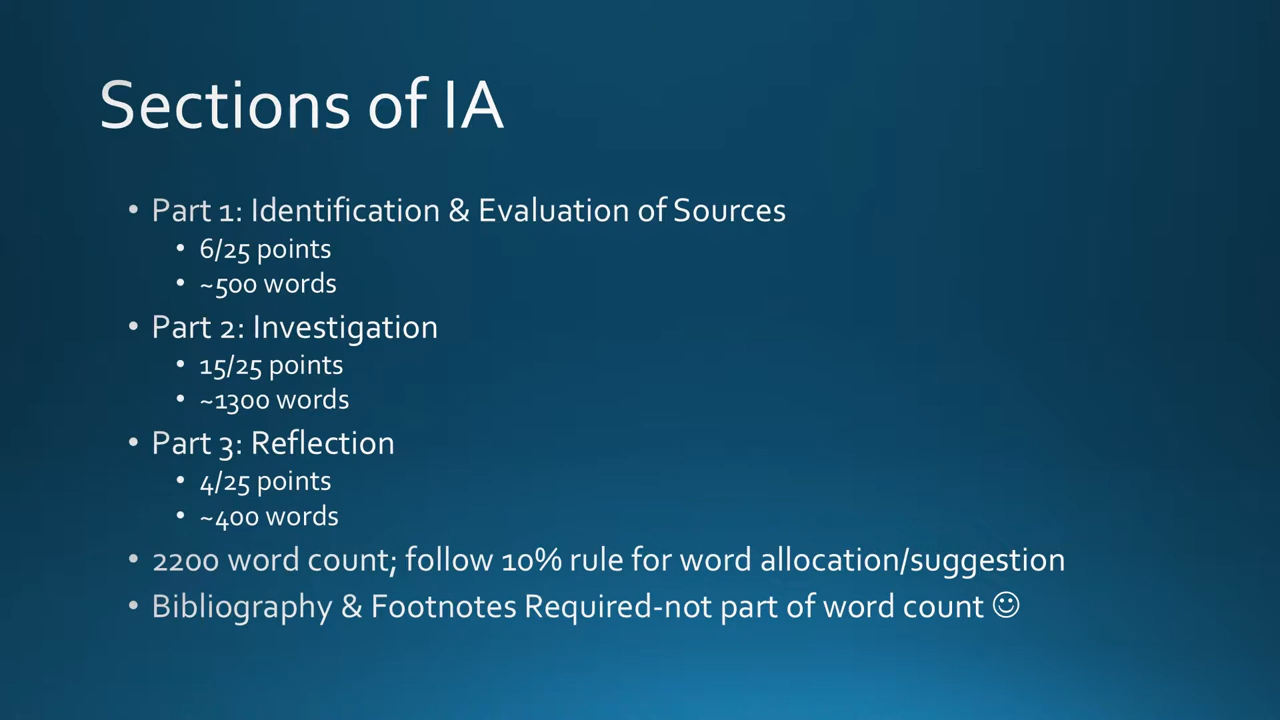 Sections of IA
• Part 1: Identification & Evaluation of Sources
• 6/25 points
• ~500 words
• Part 2: Investigation
• 15/25 points
• ~1300 words
• Part 3: Reflection
• 4/25 points
• ~400 words
• 2200 word count; follow 10% rule for word allocation/suggestion
• Bibliography & Footnotes Required-not part of word count ☺